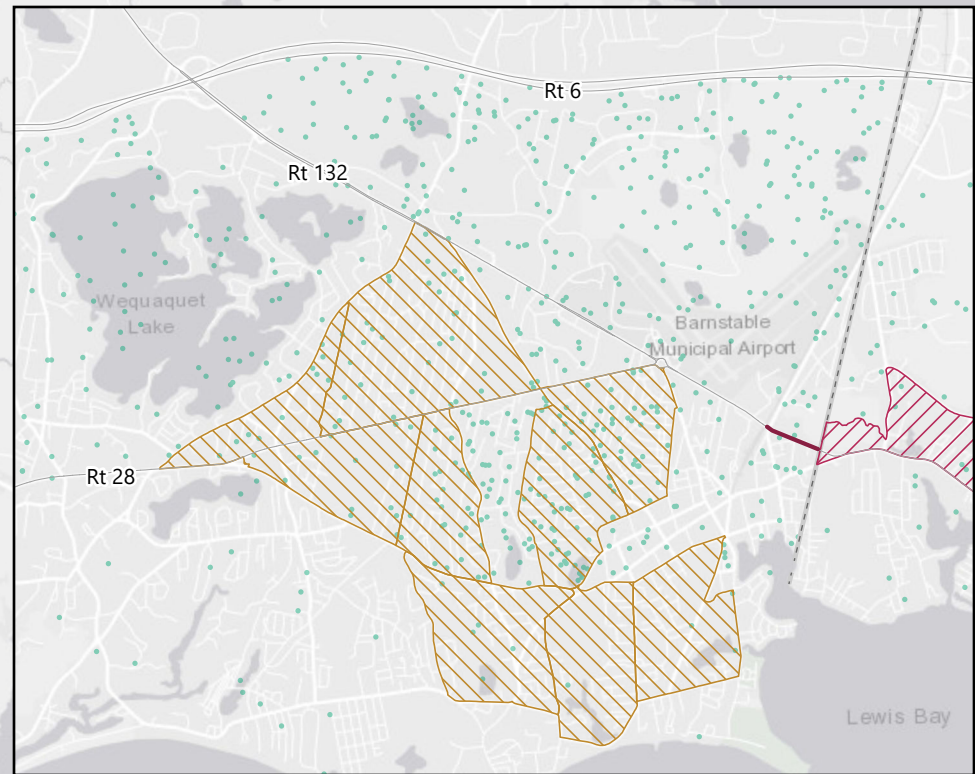 Rt 6
Rt 132
Wequaquet
Lake
Barnstable
Municipal Airport
Rt 28
Lewis Bay